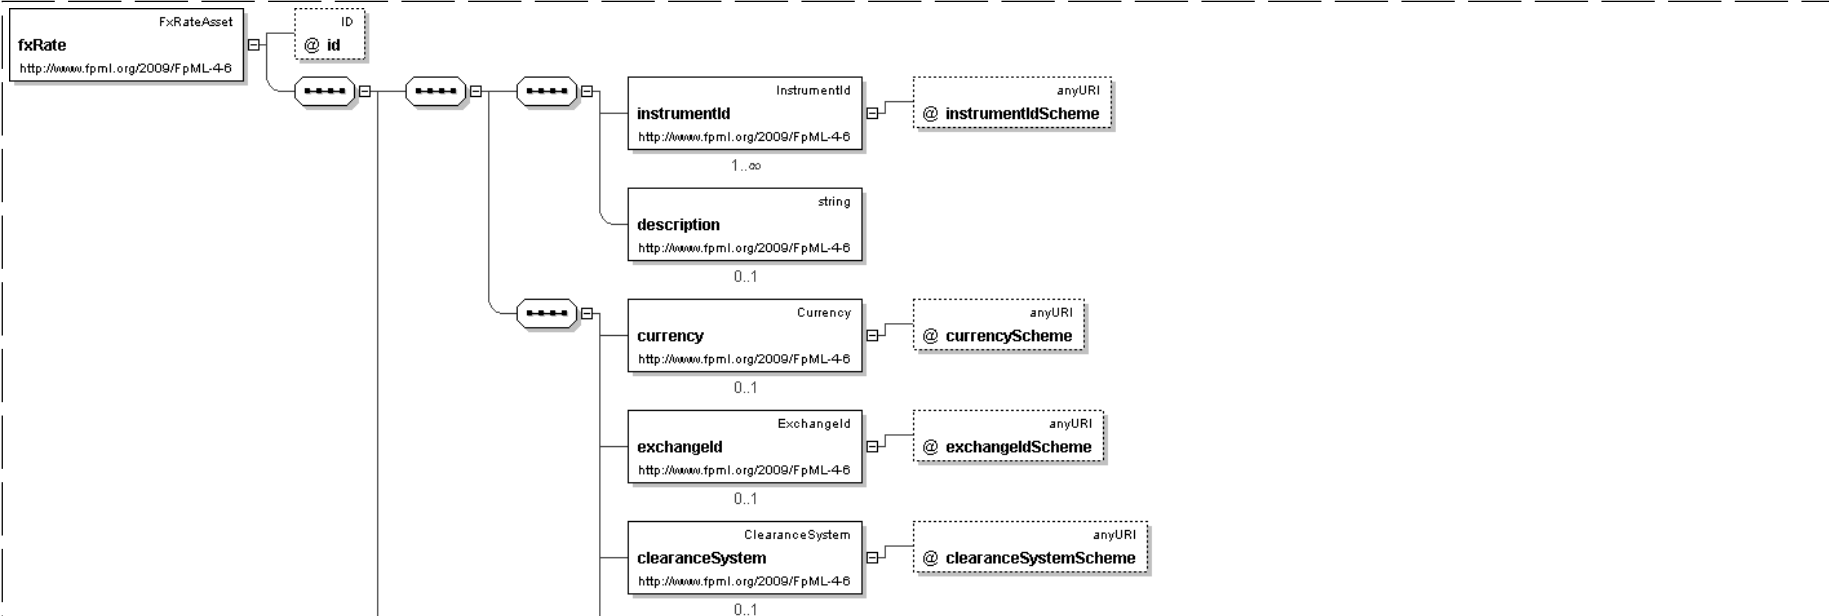 FxRateAsset
fxRate
http://www.fpml.org/2009/FpML-4-6
ID
@ id
InstrumentId
instrumentId
http://www.fpml.org/2009/FpML-4-6
1..∞
anyURI
@ instrumentIdScheme
string
description
http://www.fpml.org/2009/FpML-4-6
0..1
Currency
currency
http://www.fpml.org/2009/FpML-4-6
0..1
anyURI
@ currencyScheme
ExchangeId
exchangeId
http://www.fpml.org/2009/FpML-4-6
0..1
anyURI
@ exchangeIdScheme
ClearanceSystem
clearanceSystem
http://www.fpml.org/2009/FpML-4-6
0..1
anyURI
@ clearanceSystemScheme